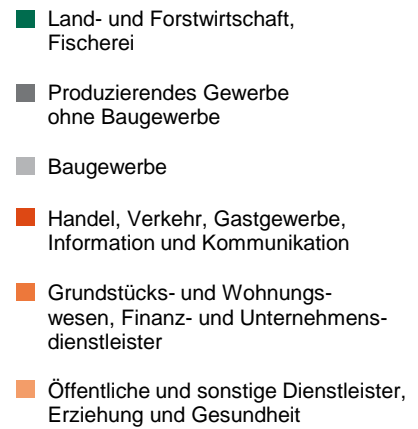 Land- und Forstwirtschaft,
Fischerei
Produzierendes Gewerbe
ohne Baugewerbe
Baugewerbe
Handel, Verkehr, Gastgewerbe,
Information und Kommunikation
Grundstücks- und Wohnungs-
wesen, Finanz- und Unternehmens-
dienstleister
Öffentliche und sonstige Dienstleister,
Erziehung und Gesundheit